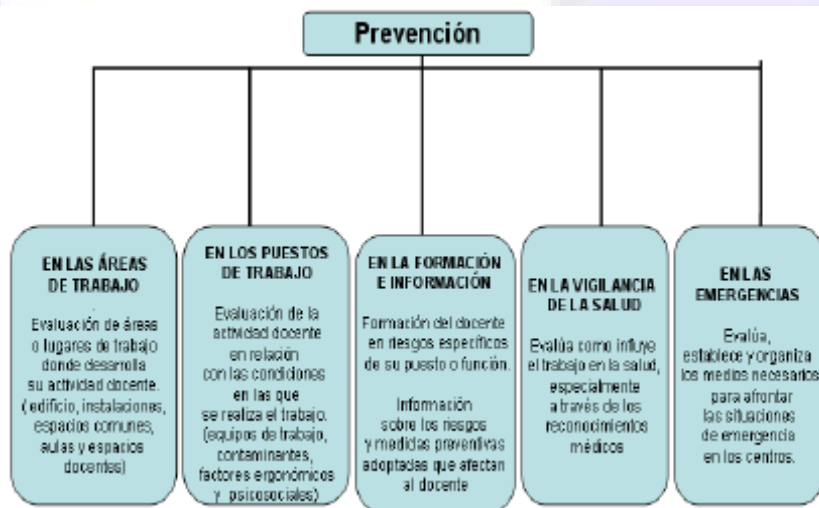 Prevención
EN LAS ÁREAS
DE TRABAJO
Evaluación de áreas
o lugares de trabajo
donde desarrolla
su actividad docente.
(edificio, instalaciones,
espacios comunes,
aulas y espacios
docentes)
EN LOS PUESTOS
DE TRABAJO
Evaluación de la
actividad docente
en relación
con las condiciones
en las que
se realiza el trabajo.
(equipos de trabajo,
contaminantes,
factores ergonómicos
y psicosociales)
EN LA FORMACIÓN
E INFORMACIÓN
Formación del docente
en riesgos específicos
de su puesto o función.
Información
sobre los riesgos
y medidas preventivas
adoptadas que afectan
al docente
EN LA VIGILANCIA
DE LA SALUD
Evalúa como influye
el trabajo en la salud,
especialmente
a través de los
reconocimientos
médicos
EN LAS
EMERGENCIAS
Evalúa,
establece y organiza
los medios necesarios
para afrontar
las situaciones
de emergencia
en los centros.